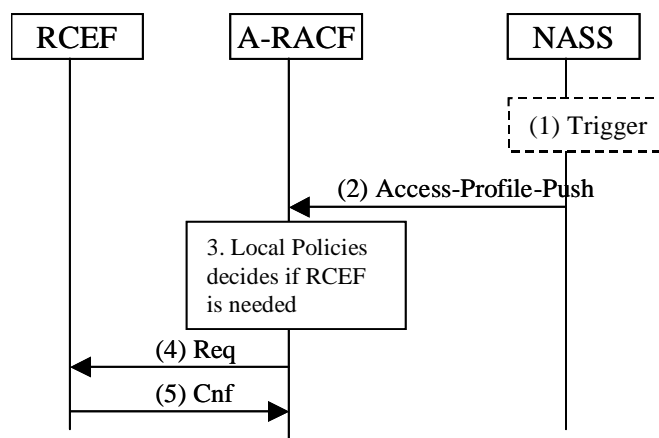 RCEF
A-RACF
NASS
(1) Trigger
(2) Access-Profile-Push
3. Local Policies
decides if RCEF
is needed
(4) Req
(5) Cnf